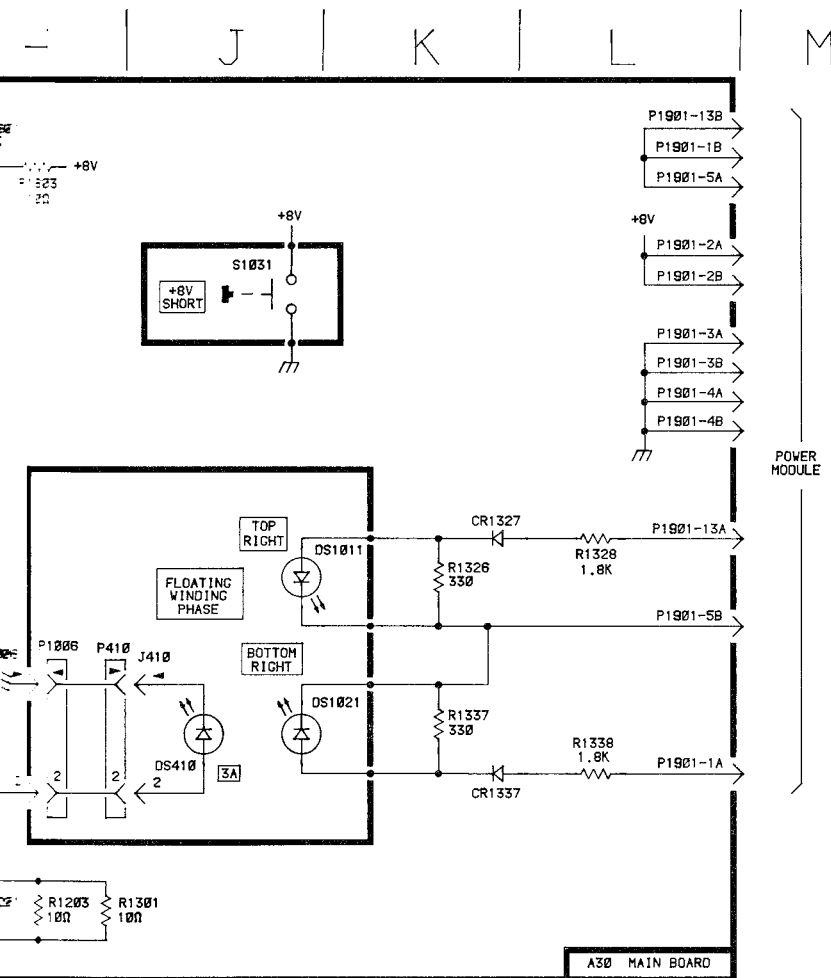 J K L M
P1901-13B
P1901-1B
+8V
P1901-5A
+8V
+8V
P1901-2A
S1031
+8V
SHORT
P1901-2B
P1901-3A
P1901-3B
P1901-4A
P1901-4B
POWER
MODULE
TOP
RIGHT
DS1011
CR1327
P1901-13A
R1328
1.8K
R1326
330
FLOATING
WINDING
PHASE
P1901-5B
P1006 P410 J410
BOTTOM
RIGHT
DS1021
R1337
330
R1338
1.8K
DS410
3A
P1901-1A
2 2 2
CR1337
R1203
10Ω
R1301
10Ω
A30 MAIN BOARD